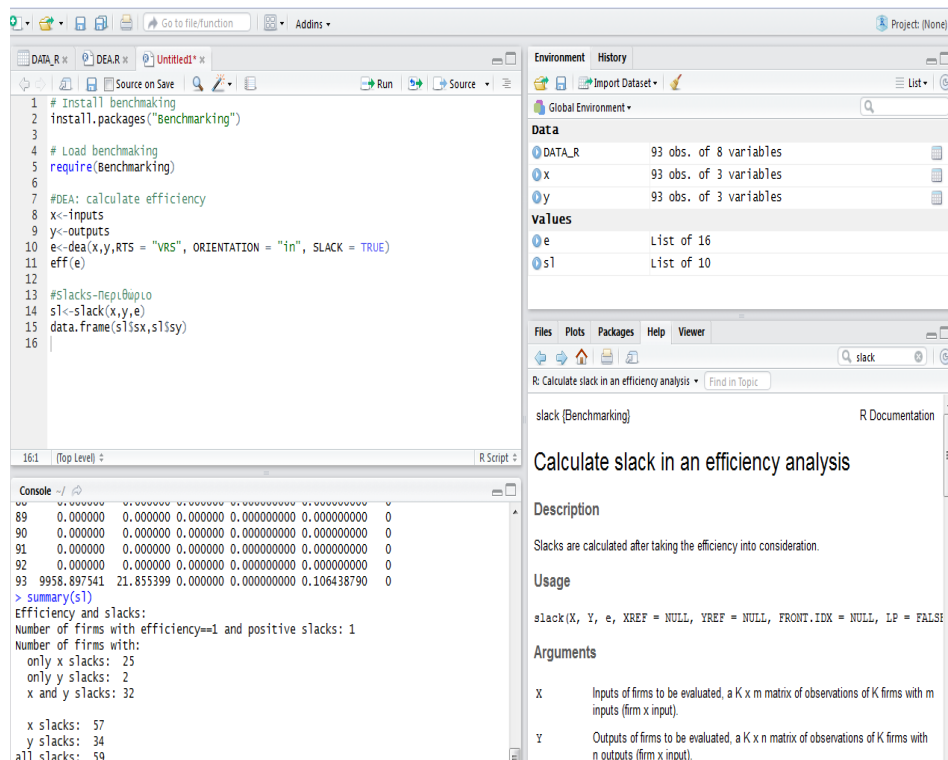 Go to file/function
Addins
Project: (None)
DATA_R
DEA.R
Untitled1*
Source on Save
Run
Source
1 # Install benchmaking
2 install.packages("Benchmarking")
3
4 # Load benchmaking
5 require(Benchmarking)
6
7 #DEA: calculate efficiency
8 x<-inputs
9 y<-outputs
10 e<-dea(x,y,RTS = "VRS", ORIENTATION = "in", SLACK = TRUE)
11 eff(e)
12
13 #Slacks-Περιθώριο
14 sl<-slack(x,y,e)
15 data.frame(sl$sx,sl$sy)
16
16:1 (Top Level) R Script
Console ~/
89 0.000000 0.000000 0.000000 0.000000000 0.000000000 0
90 0.000000 0.000000 0.000000 0.000000000 0.000000000 0
91 0.000000 0.000000 0.000000 0.000000000 0.000000000 0
92 0.000000 0.000000 0.000000 0.000000000 0.000000000 0
93 9958.897541 21.855399 0.000000 0.000000000 0.106438790 0
> summary(sl)
Efficiency and slacks:
Number of firms with efficiency==1 and positive slacks: 1
Number of firms with:
only x slacks: 25
only y slacks: 2
x and y slacks: 32
x slacks: 57
y slacks: 34
all slacks: 59
Environment History
Import Dataset
List
Global Environment
Data
DATA_R 93 obs. of 8 variables
x 93 obs. of 3 variables
y 93 obs. of 3 variables
Values
e List of 16
sl List of 10
Files Plots Packages Help Viewer
slack
R: Calculate slack in an efficiency analysis
Find in Topic
slack {Benchmarking} R Documentation
Calculate slack in an efficiency analysis
Description
Slacks are calculated after taking the efficiency into consideration.
Usage
slack(X, Y, e, XREF = NULL, YREF = NULL, FRONT.IDX = NULL, LP = FALSE
Arguments
X Inputs of firms to be evaluated, a K x m matrix of observations of K firms with m
inputs (firm x input).
Y Outputs of firms to be evaluated, a K x n matrix of observations of K firms with
n outputs (firm x input).